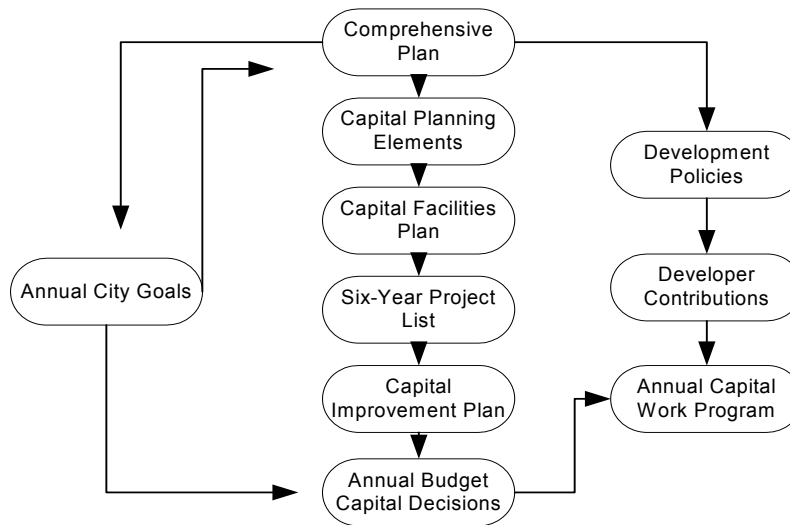 Comprehensive
Plan
Capital Planning
Elements
Development
Policies
Capital Facilities
Plan
Annual City Goals
Developer
Contributions
Six-Year Project
List
Capital
Improvement Plan
Annual Capital
Work Program
Annual Budget
Capital Decisions